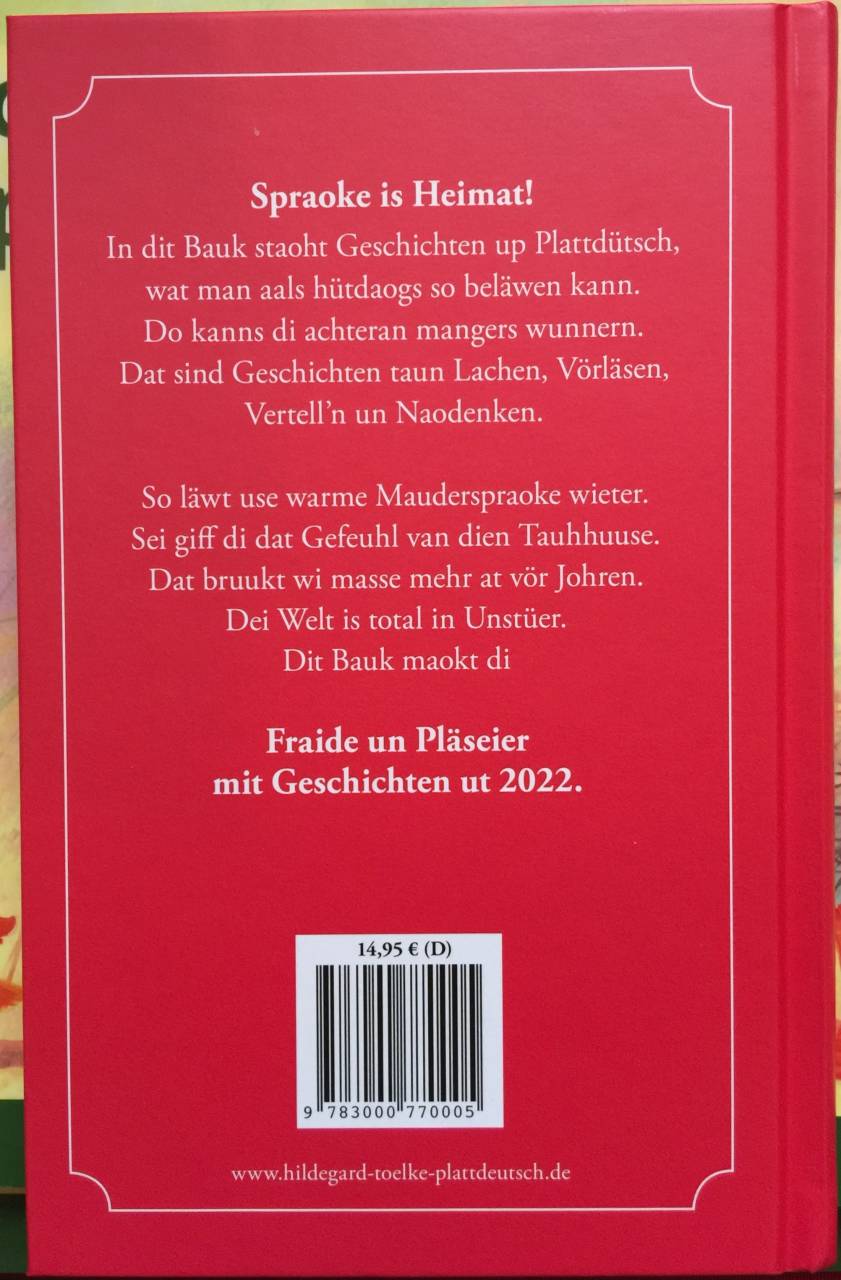 Spraoke is Heimat!
In dit Bauk staoht Geschichten up Plattdütsch,
wat man aals hütdaogs so beläwen kann.
Do kanns di achteran mangers wunnern.
Dat sind Geschichten taun Lachen, Vörläsen,
Vertell'n un Naodenken.
So läwt use warme Mauderspraoke wieter.
Sei giff di dat Gefeuhl van dien Tauhhuuse.
Dat bruukt wi masse mehr at vör Johren.
Dei Welt is total in Unstüer.
Dit Bauk maokt di
Fraide un Pläseier
mit Geschichten ut 2022.
14,95 € (D)
9 783000 770005
www.hildegard-toelke-plattdeutsch.de